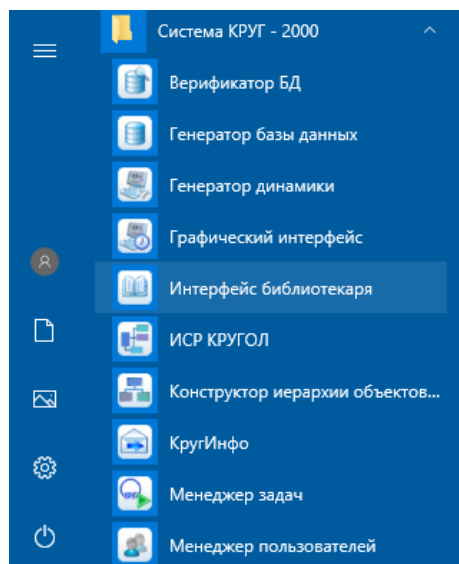 Система КРУГ - 2000
Верификатор БД
Генератор базы данных
Генератор динамики
Графический интерфейс
Интерфейс библиотекаря
ИСР КРУГОЛ
Конструктор иерархии объектов...
КругИнфо
Менеджер задач
Менеджер пользователей